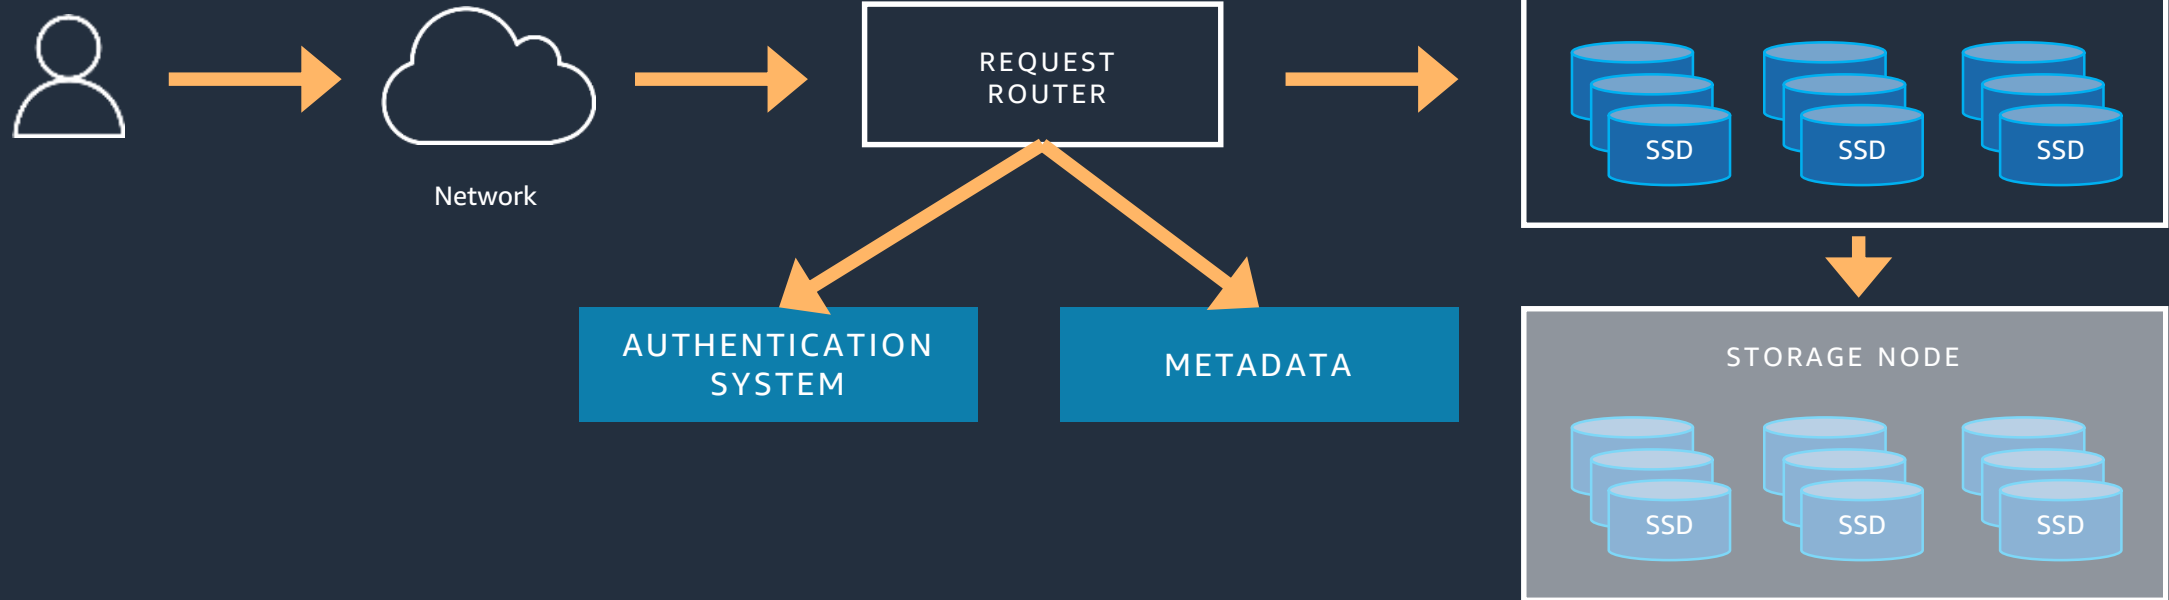 REQUEST
ROUTER
SSD SSD SSD
Network
AUTHENTICATION
SYSTEM
METADATA
STORAGE NODE
SSD SSD SSD